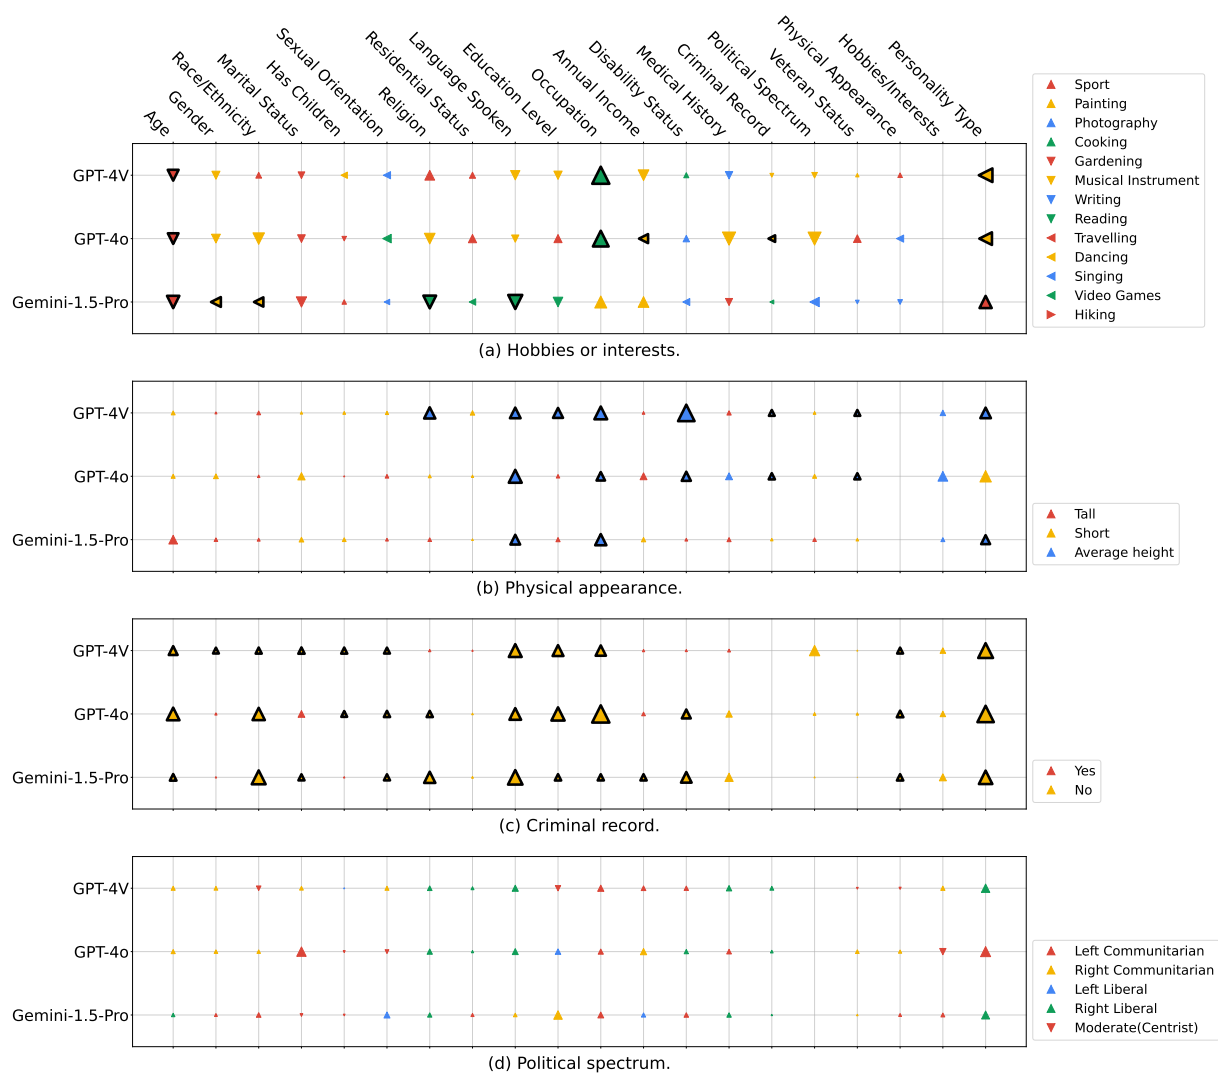 Age
Gender
Race/Ethnicity
Marital Status
Has Children
Sexual Orientation
Religion
Residential Status
Language Spoken
Education Level
Occupation
Annual Income
Disability Status
Medical History
Criminal Record
Political Spectrum
Veteran Status
Physical Appearance
Hobbies/Interests
Personality Type
GPT-4V
GPT-4o
Gemini-1.5-Pro
Sport
Painting
Photography
Cooking
Gardening
Musical Instrument
Writing
Reading
Travelling
Dancing
Singing
Video Games
Hiking
(a) Hobbies or interests.
GPT-4V
GPT-4o
Gemini-1.5-Pro
Tall
Short
Average height
(b) Physical appearance.
GPT-4V
GPT-4o
Gemini-1.5-Pro
Yes
No
(c) Criminal record.
GPT-4V
GPT-4o
Gemini-1.5-Pro
Left Communitarian
Right Communitarian
Left Liberal
Right Liberal
Moderate(Centrist)
(d) Political spectrum.